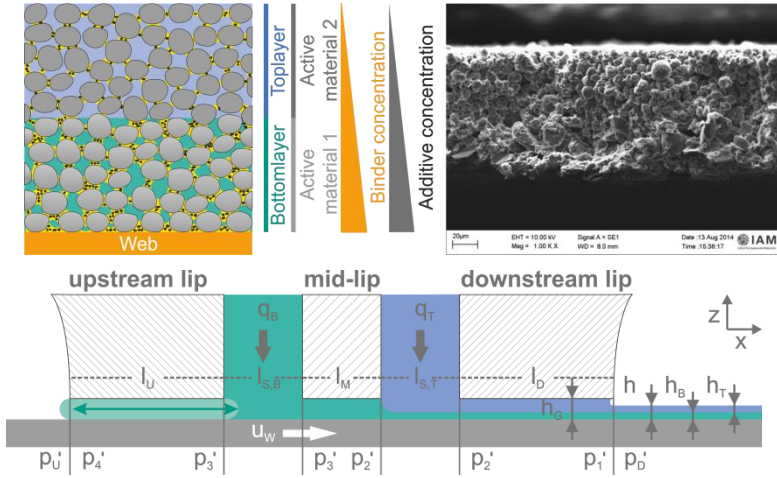 Toplayer
Active
material 2
Bottomlayer
Active
material 1
Binder concentration
Additive concentration
Web
20µm
EHT = 10.00 kV
Signal A = SE1
Date :13 Aug 2014
Mag = 1.00 K X
WD = 8.0 mm
Time :15:36:17
IAM
upstream lip
mid-lip
downstream lip
q_B
q_T
z
x
l_U
l_S,B
l_M
l_S,T
l_D
h_G
h
h_B
h_T
u_W
p_U'
p_4'
p_3'
p_3'
p_2'
p_2'
p_1'
p_D'